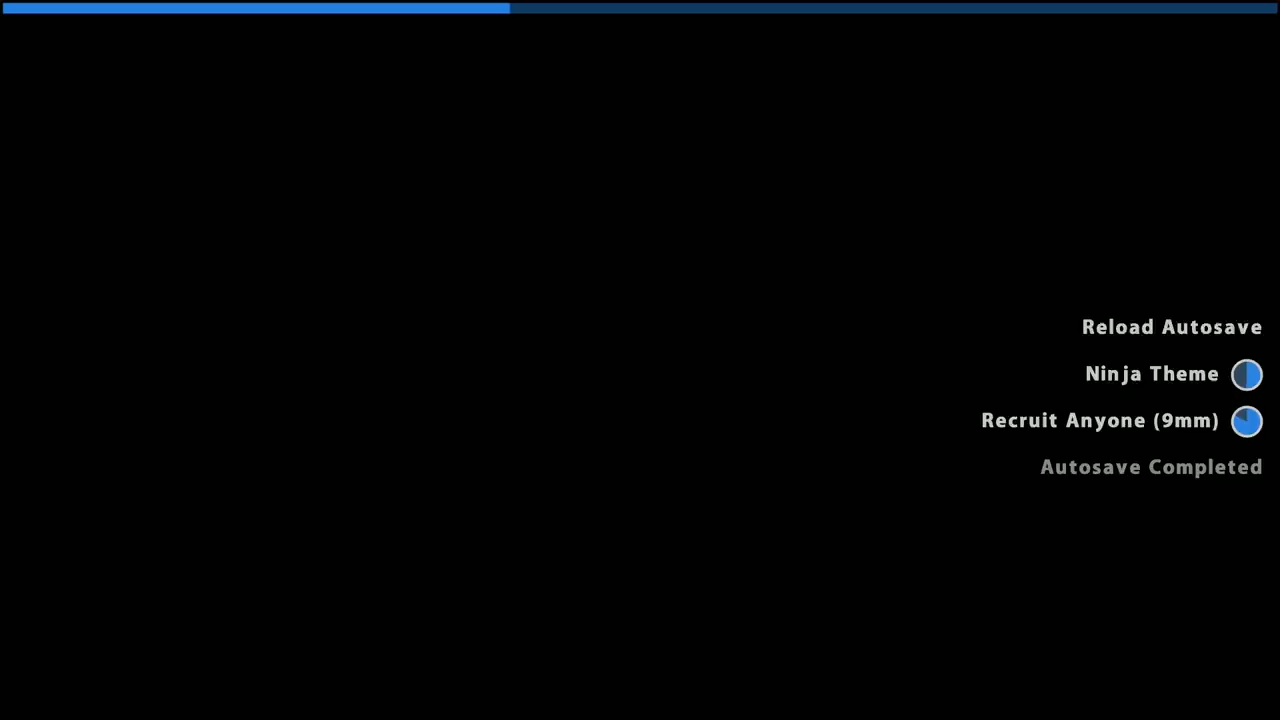 Reload Autosave
Ninja Theme
Recruit Anyone (9mm)
Autosave Completed